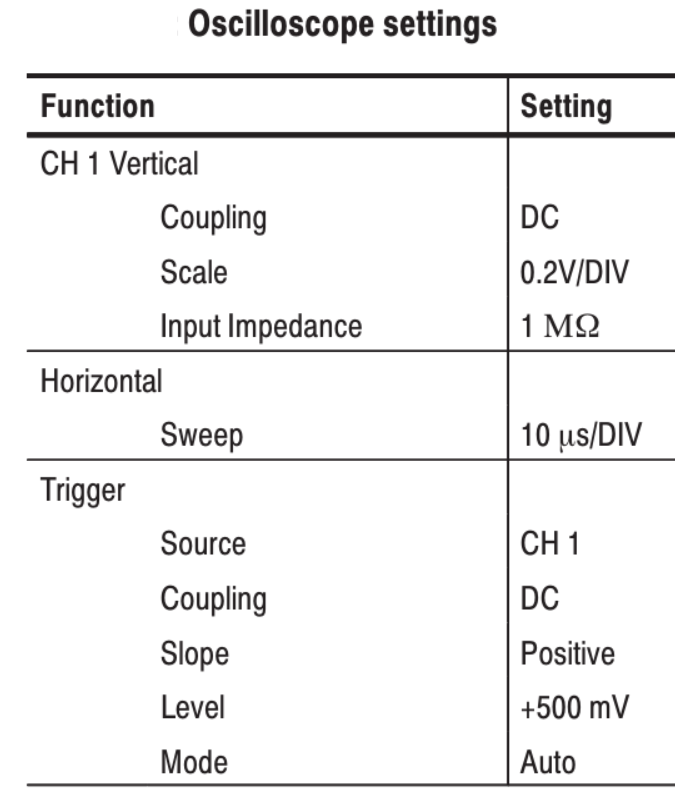 Oscilloscope settings
Function Setting
CH 1 Vertical
Coupling DC
Scale 0.2V/DIV
Input Impedance 1 MΩ
Horizontal
Sweep 10 μs/DIV
Trigger
Source CH 1
Coupling DC
Slope Positive
Level +500 mV
Mode Auto